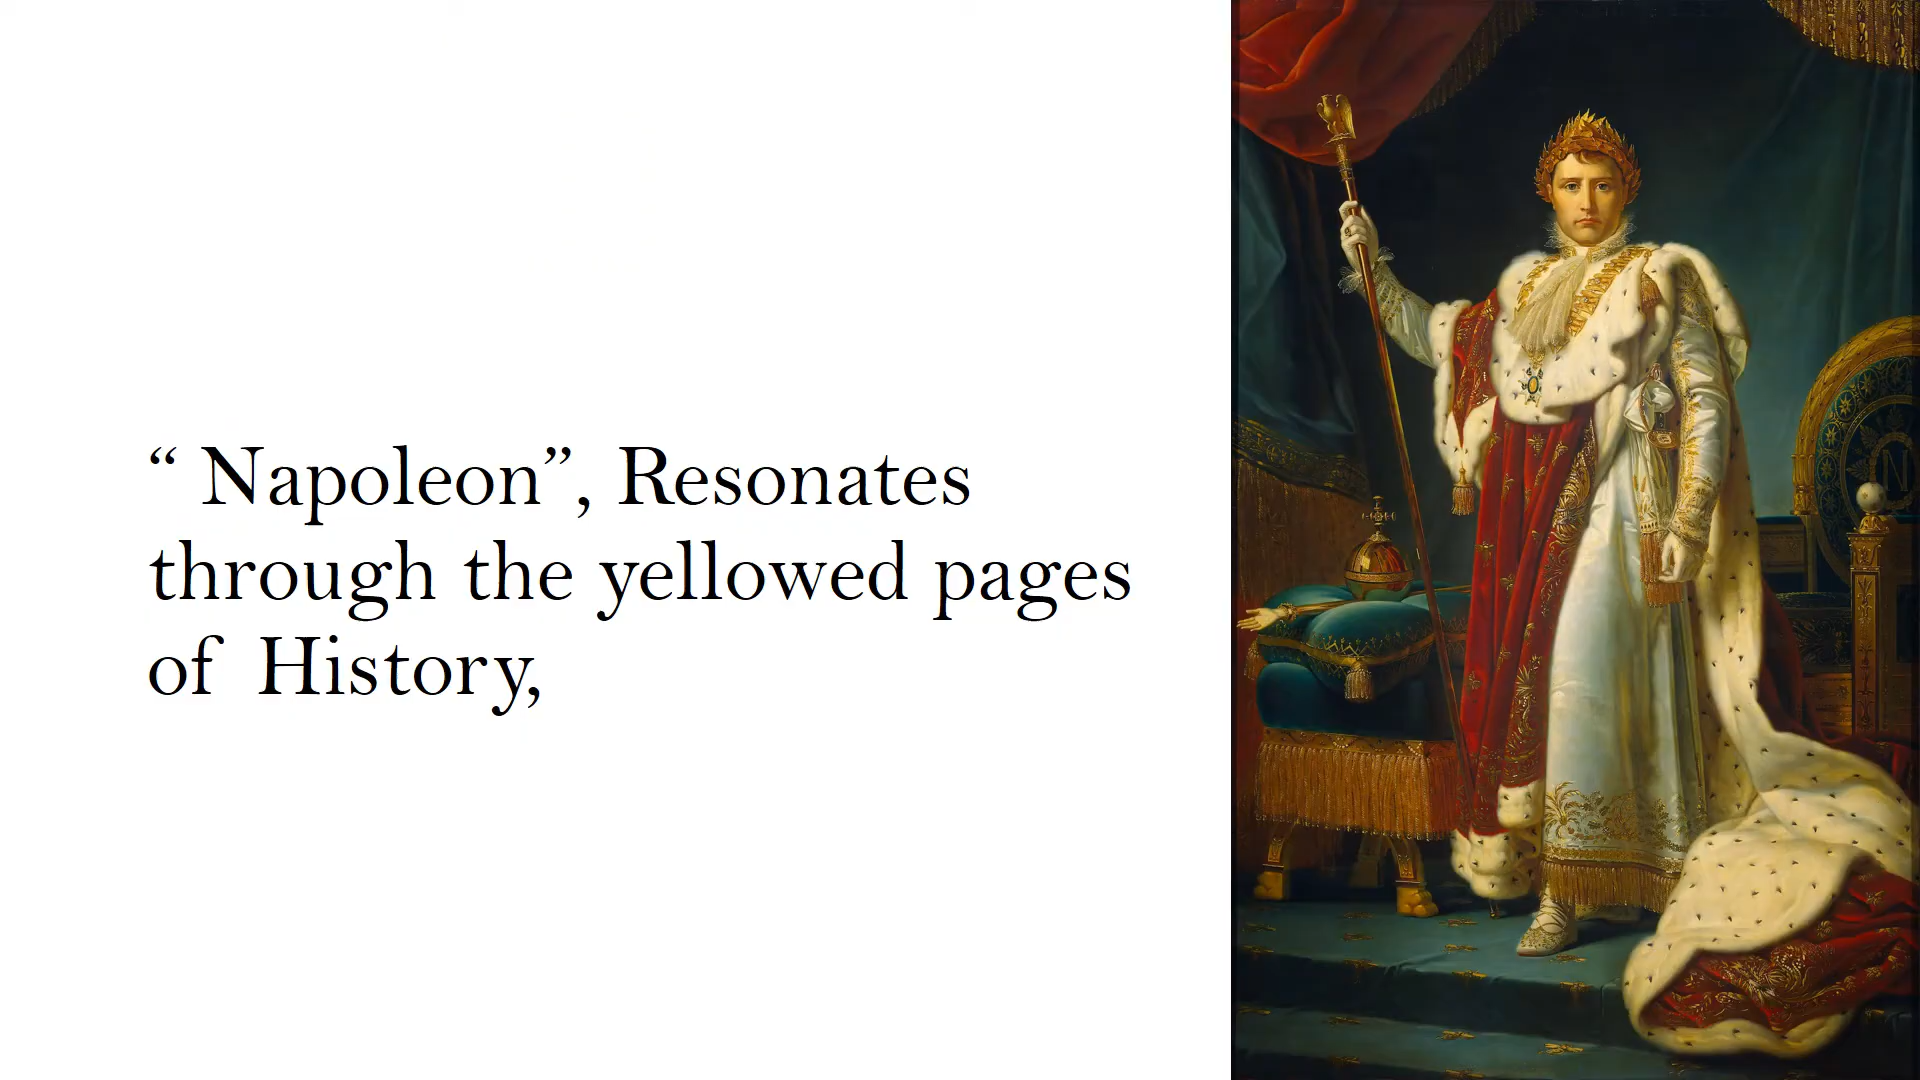 “ Napoleon”, Resonates
through the yellowed pages
of  History,
N